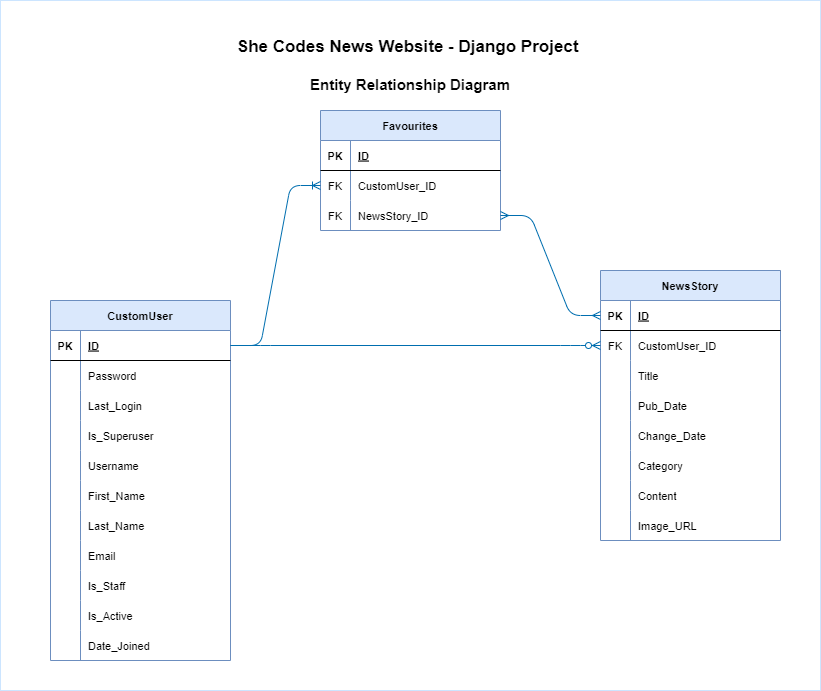 She Codes News Website - Django Project
Entity Relationship Diagram
Favourites
PK ID
FK CustomUser_ID
FK NewsStory_ID
NewsStory
PK ID
FK CustomUser_ID
Title
Pub_Date
Change_Date
Category
Content
Image_URL
CustomUser
PK ID
Password
Last_Login
Is_Superuser
Username
First_Name
Last_Name
Email
Is_Staff
Is_Active
Date_Joined